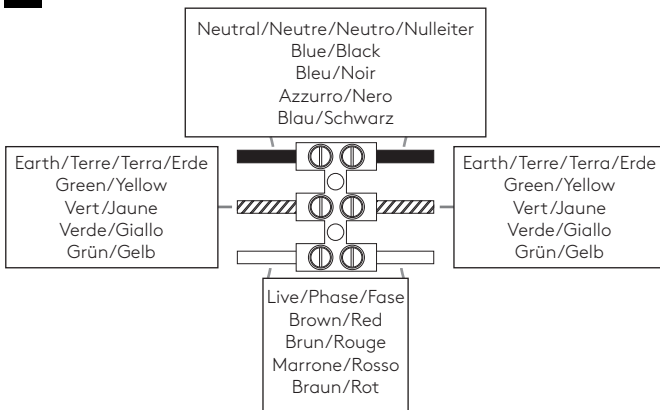 Neutral/Neutre/Neutro/Nulleiter
Blue/Black
Bleu/Noir
Azzurro/Nero
Blau/Schwarz
Earth/Terre/Terra/Erde
Green/Yellow
Vert/Jaune
Verde/Giallo
Grün/Gelb
Earth/Terre/Terra/Erde
Green/Yellow
Vert/Jaune
Verde/Giallo
Grün/Gelb
Live/Phase/Fase
Brown/Red
Brun/Rouge
Marrone/Rosso
Braun/Rot